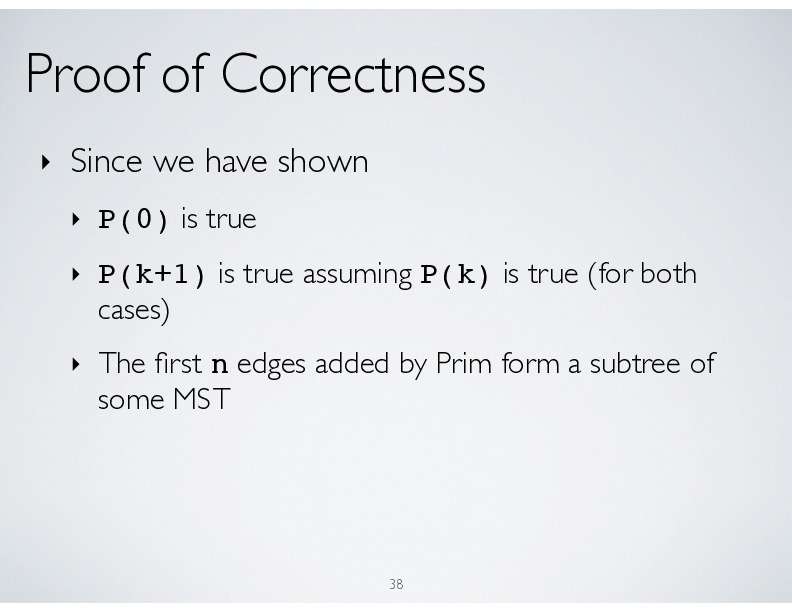 Proof of Correctness
‣ Since we have shown
‣ P(0) is true
‣ P(k+1) is true assuming P(k) is true (for both
cases)
‣ The first n edges added by Prim form a subtree of
some MST
38